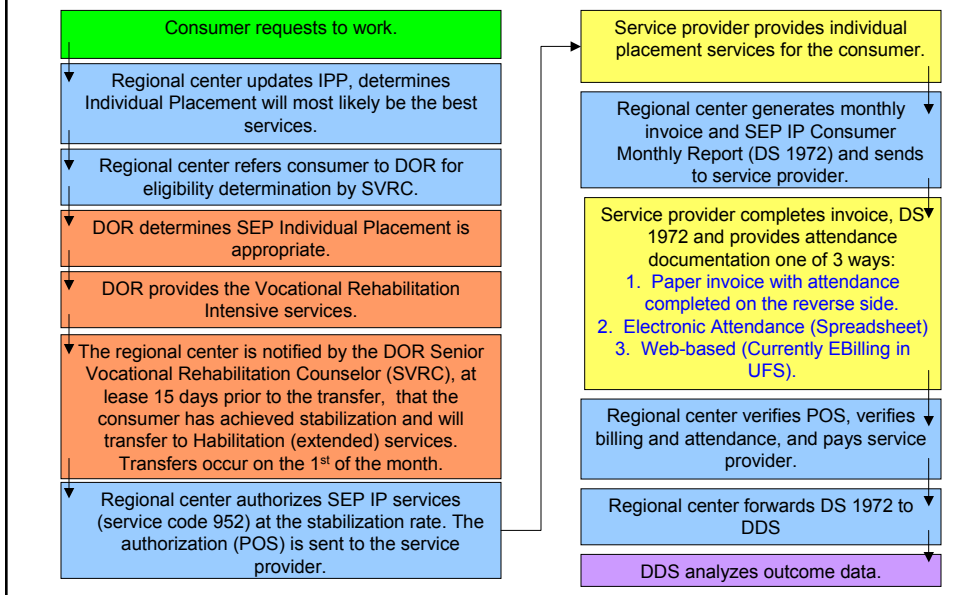 Consumer requests to work.
Regional center updates IPP, determines
Individual Placement will most likely be the best
services.
Regional center refers consumer to DOR for
eligibility determination by SVRC.
DOR determines SEP Individual Placement is
appropriate.
DOR provides the Vocational Rehabilitation
Intensive services.
The regional center is notified by the DOR Senior
Vocational Rehabilitation Counselor (SVRC), at
lease 15 days prior to the transfer, that the
consumer has achieved stabilization and will
transfer to Habilitation (extended) services.
Transfers occur on the 1st of the month.
Regional center authorizes SEP IP services
(service code 952) at the stabilization rate. The
authorization (POS) is sent to the service
provider.
Service provider provides individual
placement services for the consumer.
Regional center generates monthly
invoice and SEP IP Consumer
Monthly Report (DS 1972) and sends
to service provider.
Service provider completes invoice, DS
1972 and provides attendance
documentation one of 3 ways:
1. Paper invoice with attendance
completed on the reverse side.
2. Electronic Attendance (Spreadsheet)
3. Web-based (Currently EBilling in
UFS).
Regional center verifies POS, verifies
billing and attendance, and pays service
provider.
Regional center forwards DS 1972 to
DDS
DDS analyzes outcome data.